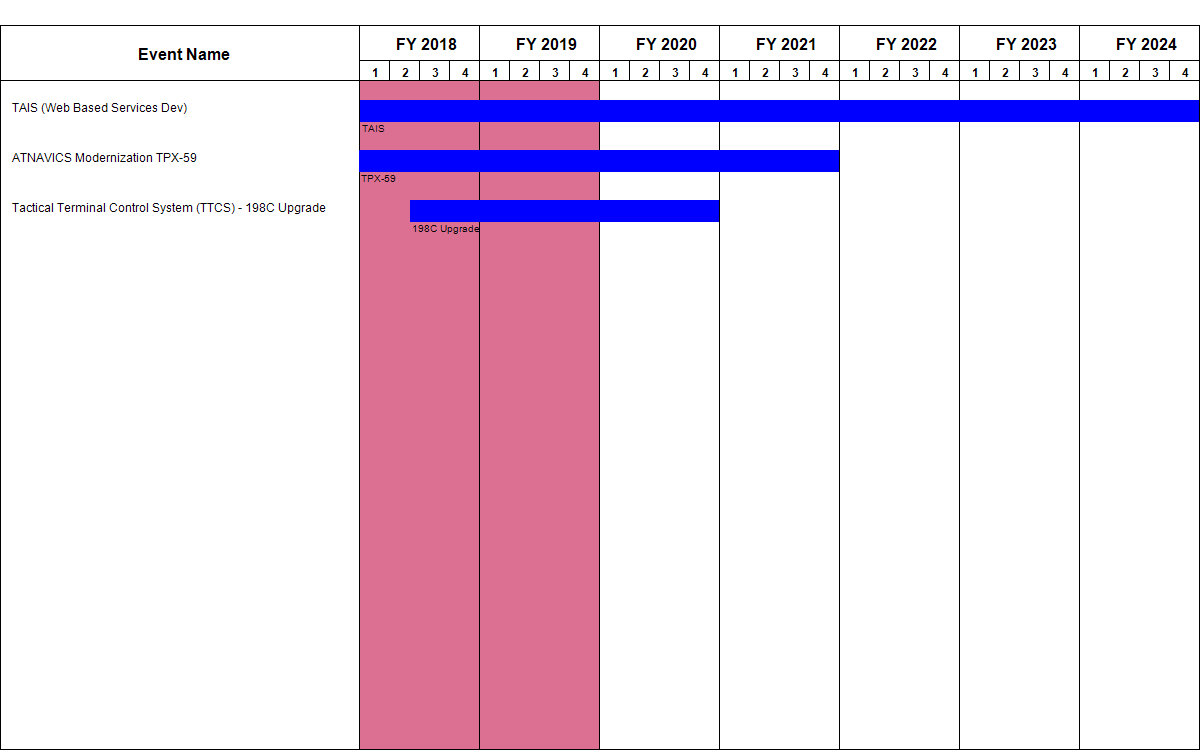 Event Name
FY 2018 FY 2019 FY 2020 FY 2021 FY 2022 FY 2023 FY 2024
1 2 3 4 1 2 3 4 1 2 3 4 1 2 3 4 1 2 3 4 1 2 3 4 1 2 3 4
TAIS (Web Based Services Dev)
TAIS
ATNAVICS Modernization TPX-59
TPX-59
Tactical Terminal Control System (TTCS) - 198C Upgrade
198C Upgrade